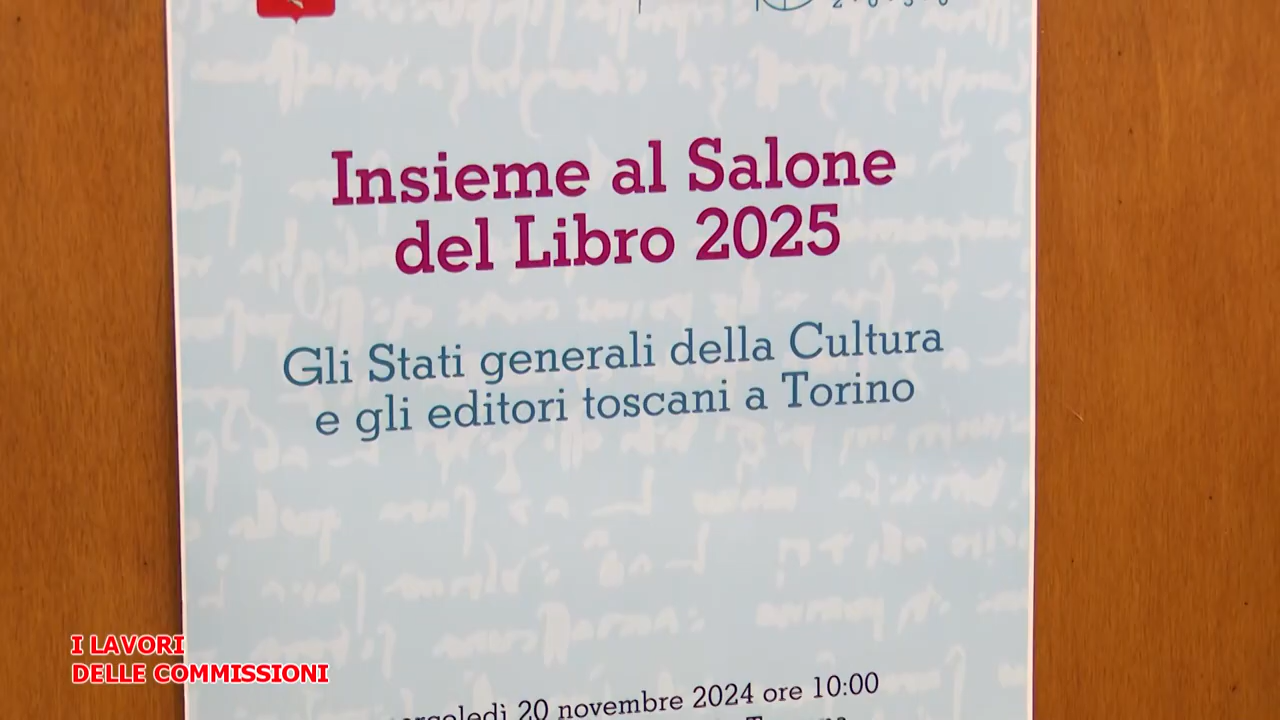 Insieme al Salone
del Libro 2025
Gli Stati generali della Cultura
e gli editori toscani a Torino
I LAVORI
DELLE COMMISSIONI
20 novembre 2024 ore 10:00